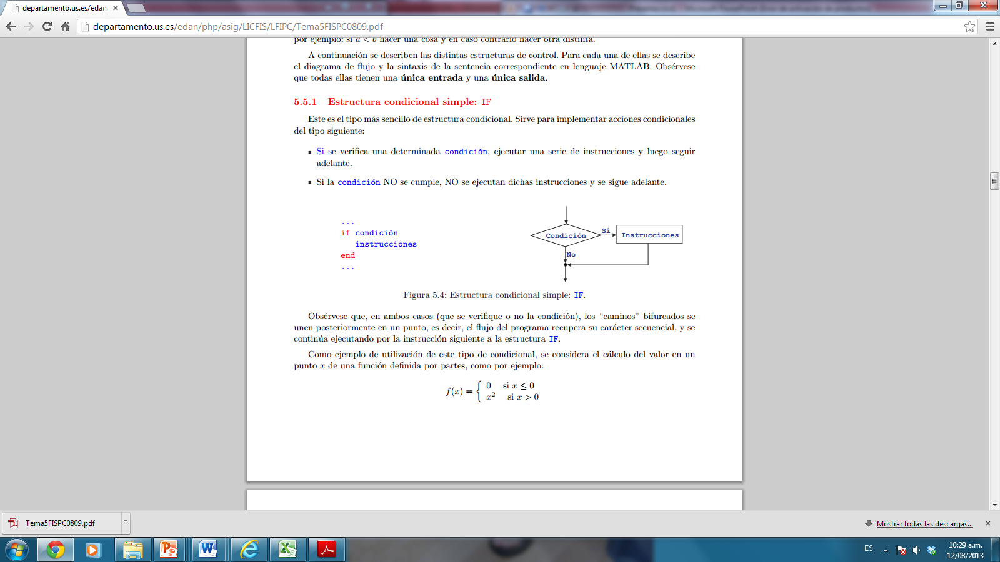 departamento.us.es/edan
departamento.us.es/edan/php/asig/LICFIS/LFIPC/Tema5FISPC0809.pdf
por ejemplo: si a < b hacer una cosa y en caso contrario hacer otra distinta.
A continuación se describen las distintas estructuras de control. Para cada una de ellas se describe
el diagrama de flujo y la sintaxis de la sentencia correspondiente en lenguaje MATLAB. Obsérvese
que todas ellas tienen una única entrada y una única salida.
5.5.1 Estructura condicional simple: IF
Este es el tipo más sencillo de estructura condicional. Sirve para implementar acciones condicionales
del tipo siguiente:
▪ Si se verifica una determinada condición, ejecutar una serie de instrucciones y luego seguir
adelante.
▪ Si la condición NO se cumple, NO se ejecutan dichas instrucciones y se sigue adelante.
...
if condición
instrucciones
end
...
Condición
Sí
Instrucciones
No
Figura 5.4: Estructura condicional simple: IF.
Obsérvese que, en ambos casos (que se verifique o no la condición), los “caminos” bifurcados se
unen posteriormente en un punto, es decir, el flujo del programa recupera su carácter secuencial, y se
continúa ejecutando por la instrucción siguiente a la estructura IF.
Como ejemplo de utilización de este tipo de condicional, se considera el cálculo del valor en un
punto x de una función definida por partes, como por ejemplo:
f(x) = { 0 si x ≤ 0
x² si x > 0
Tema5FISPC0809.pdf
Mostrar todas las descargas...
ES
10:29 a.m.
12/08/2013